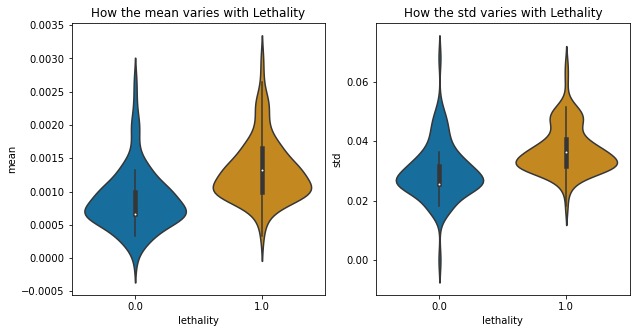 How the mean varies with Lethality
0.0035
0.0030
0.0025
0.0020
0.0015
0.0010
0.0005
0.0000
−0.0005
mean
0.0
1.0
lethality
How the std varies with Lethality
0.06
0.04
0.02
0.00
std
0.0
1.0
lethality